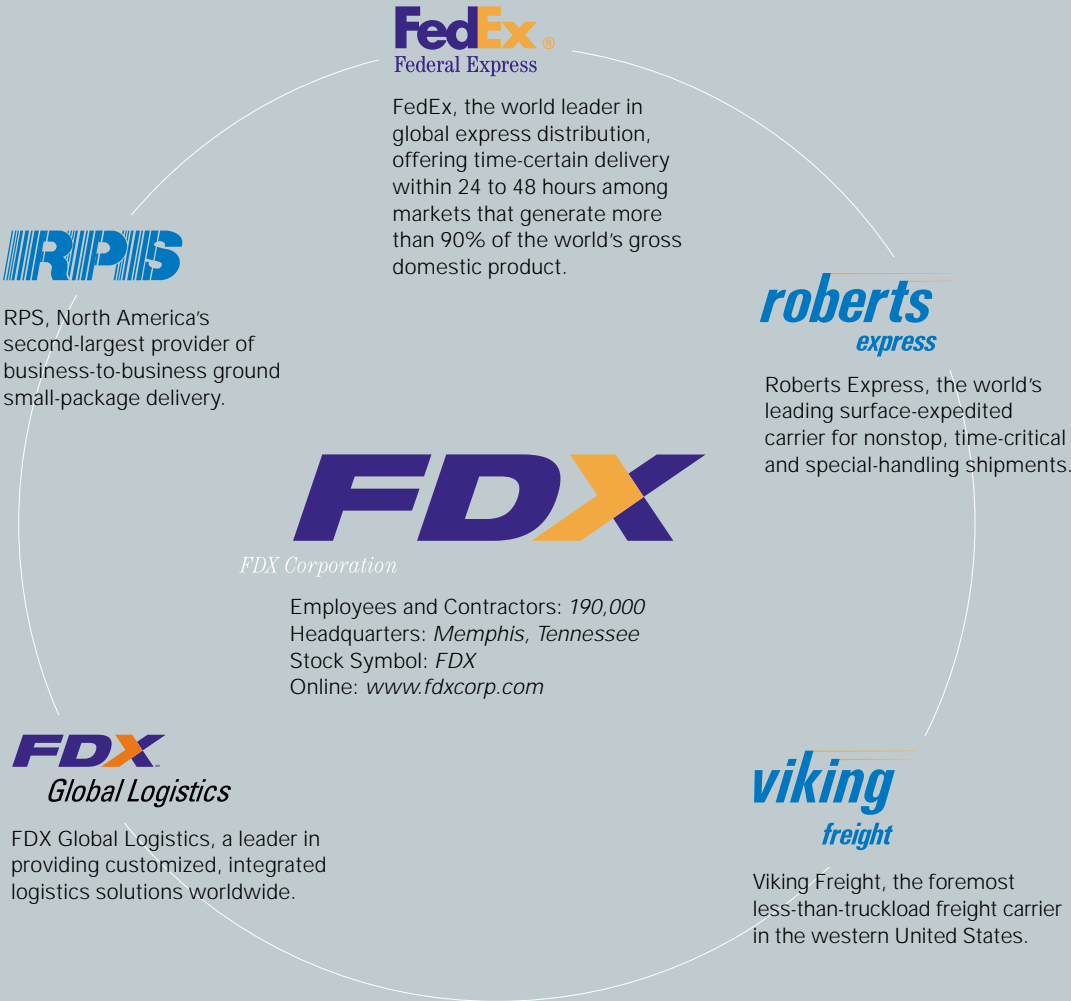 FedEx ®
Federal Express
FedEx, the world leader in
global express distribution,
offering time-certain delivery
within 24 to 48 hours among
markets that generate more
than 90% of the world's gross
domestic product.
RPS
RPS, North America's
second-largest provider of
business-to-business ground
small-package delivery.
roberts
express
Roberts Express, the world's
leading surface-expedited
carrier for nonstop, time-critical
and special-handling shipments.
FDX
FDX Corporation
Employees and Contractors: 190,000
Headquarters: Memphis, Tennessee
Stock Symbol: FDX
Online: www.fdxcorp.com
FDX
Global Logistics
FDX Global Logistics, a leader in
providing customized, integrated
logistics solutions worldwide.
viking
freight
Viking Freight, the foremost
less-than-truckload freight carrier
in the western United States.